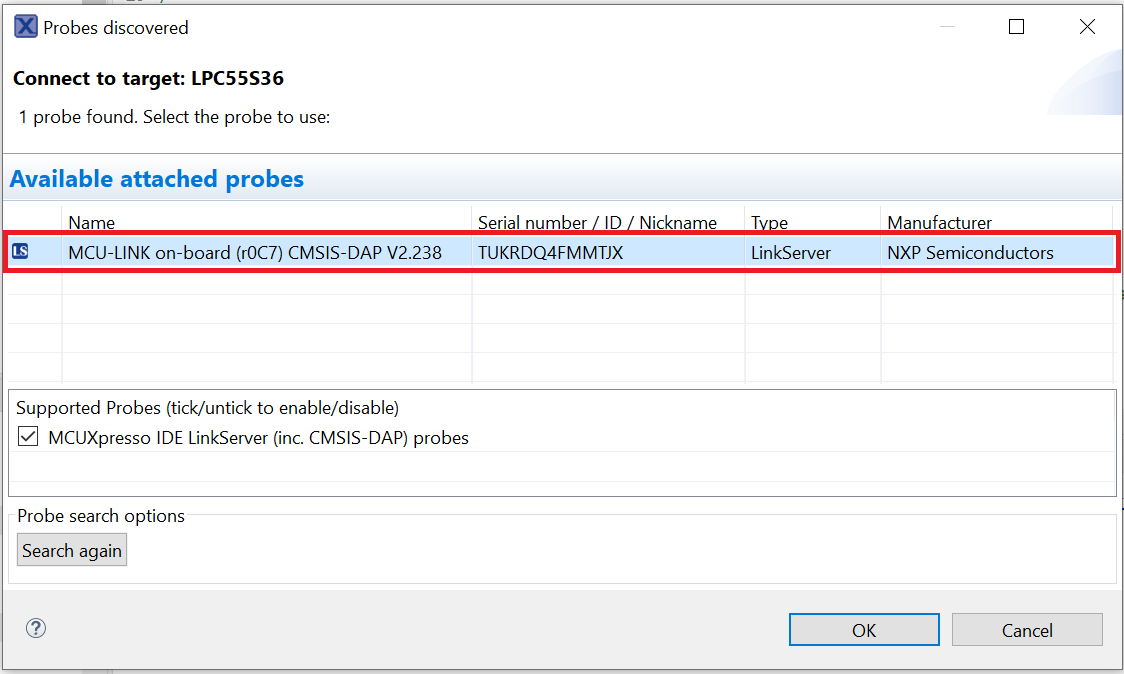 Probes discovered
Connect to target: LPC55S36
1 probe found. Select the probe to use:
Available attached probes
Name Serial number / ID / Nickname Type Manufacturer
LS MCU-LINK on-board (r0C7) CMSIS-DAP V2.238 TUKRDQ4FMMTJX LinkServer NXP Semiconductors
Supported Probes (tick/untick to enable/disable)
MCUXpresso IDE LinkServer (inc. CMSIS-DAP) probes
Probe search options
Search again
OK Cancel